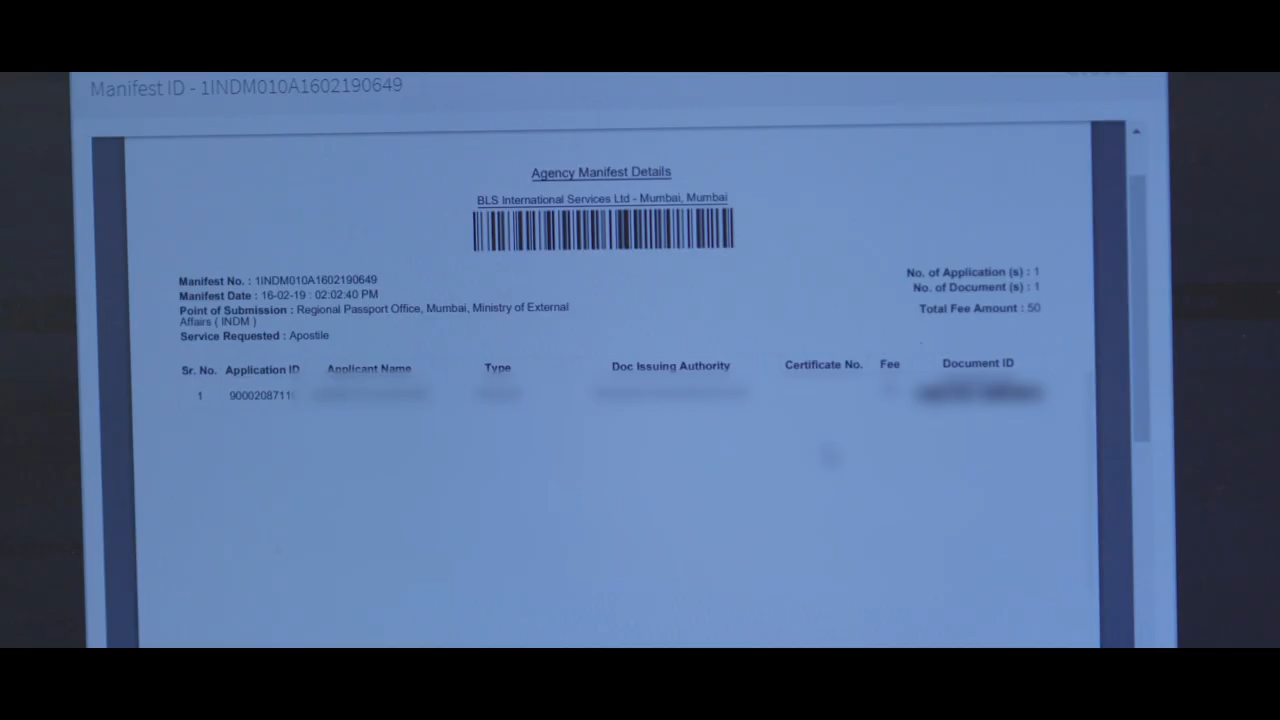 Manifest ID - 1INDM010A1602190649
Agency Manifest Details
BLS International Services Ltd - Mumbai, Mumbai
Manifest No. : 1INDM010A1602190649
No. of Application (s) : 1
Manifest Date : 16-02-19 : 02:02:40 PM
No. of Document (s) : 1
Point of Submission : Regional Passport Office, Mumbai, Ministry of External
Affairs ( INDM )
Total Fee Amount : 50
Service Requested : Apostile
Sr. No. Application ID Applicant Name Type Doc Issuing Authority Certificate No. Fee Document ID
1 9000208711